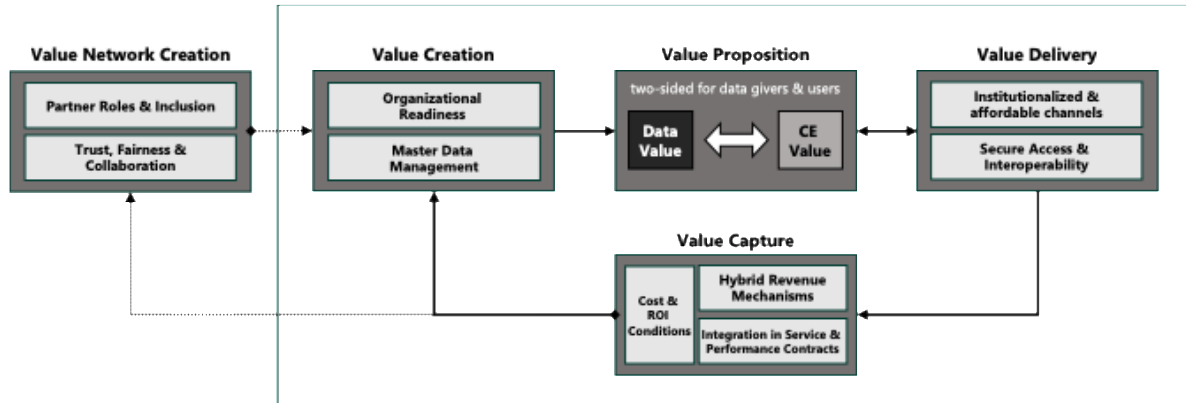 Value Network Creation
Partner Roles & Inclusion
Trust, Fairness &
Collaboration
Value Creation
Organizational
Readiness
Master Data
Management
Value Proposition
two-sided for data givers & users
Data
Value
CE
Value
Value Delivery
Institutionalized &
affordable channels
Secure Access &
Interoperability
Value Capture
Cost &
ROI
Conditions
Hybrid Revenue
Mechanisms
Integration in Service &
Performance Contracts